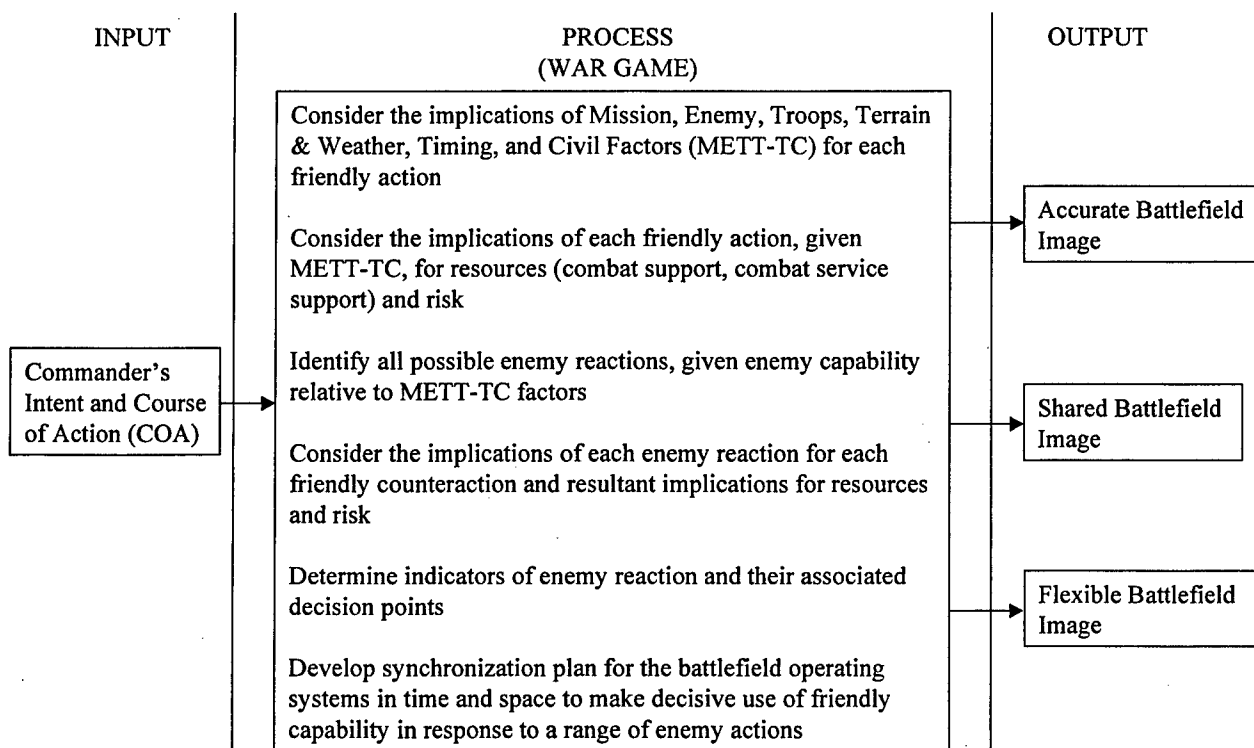 INPUT
PROCESS
(WAR GAME)
OUTPUT
Commander's
Intent and Course
of Action (COA)
Consider the implications of Mission, Enemy, Troops, Terrain
& Weather, Timing, and Civil Factors (METT-TC) for each
friendly action
Consider the implications of each friendly action, given
METT-TC, for resources (combat support, combat service
support) and risk
Identify all possible enemy reactions, given enemy capability
relative to METT-TC factors
Consider the implications of each enemy reaction for each
friendly counteraction and resultant implications for resources
and risk
Determine indicators of enemy reaction and their associated
decision points
Develop synchronization plan for the battlefield operating
systems in time and space to make decisive use of friendly
capability in response to a range of enemy actions
Accurate Battlefield
Image
Shared Battlefield
Image
Flexible Battlefield
Image